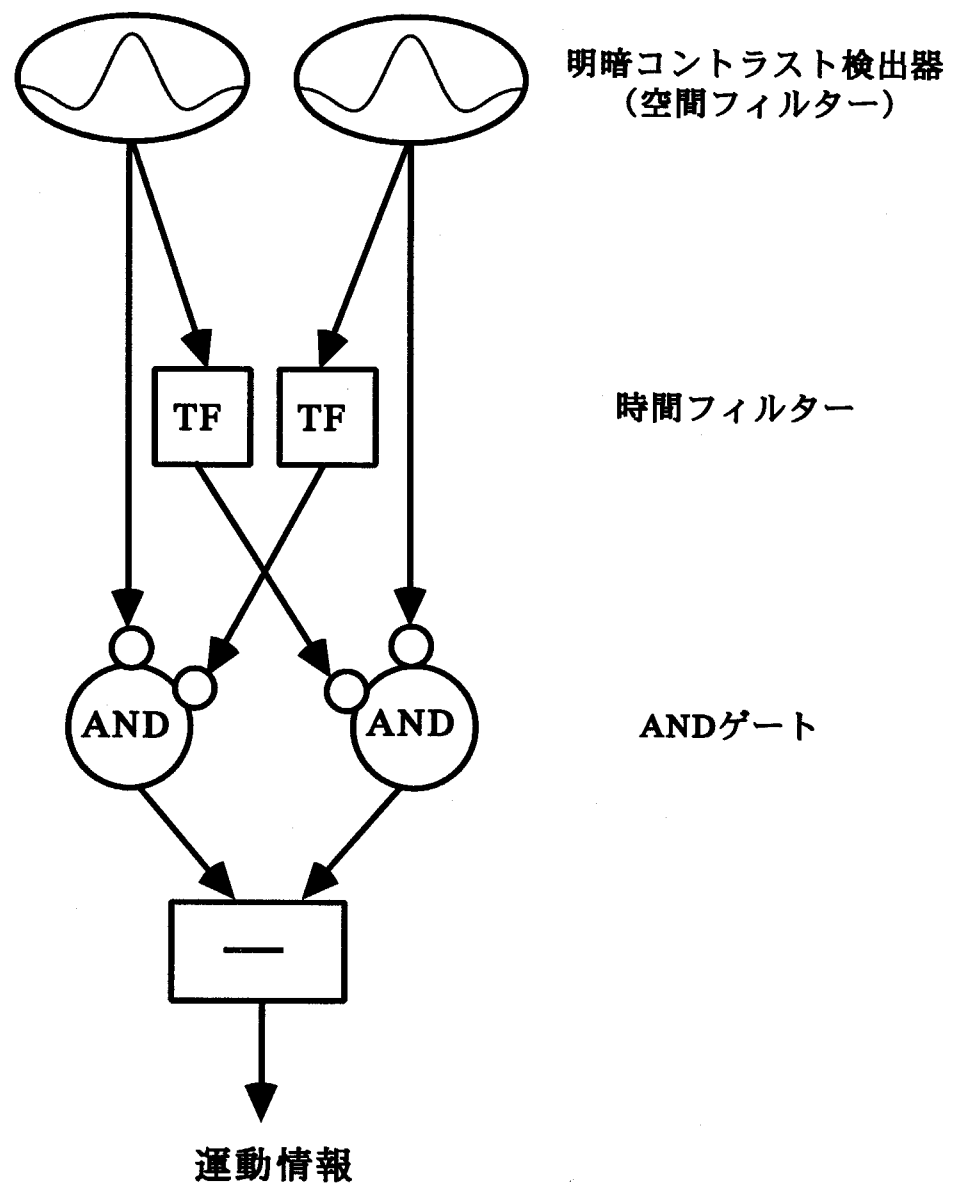 明暗コントラスト検出器
（空間フィルター）
TF
TF
時間フィルター
AND
AND
ANDゲート
—
運動情報